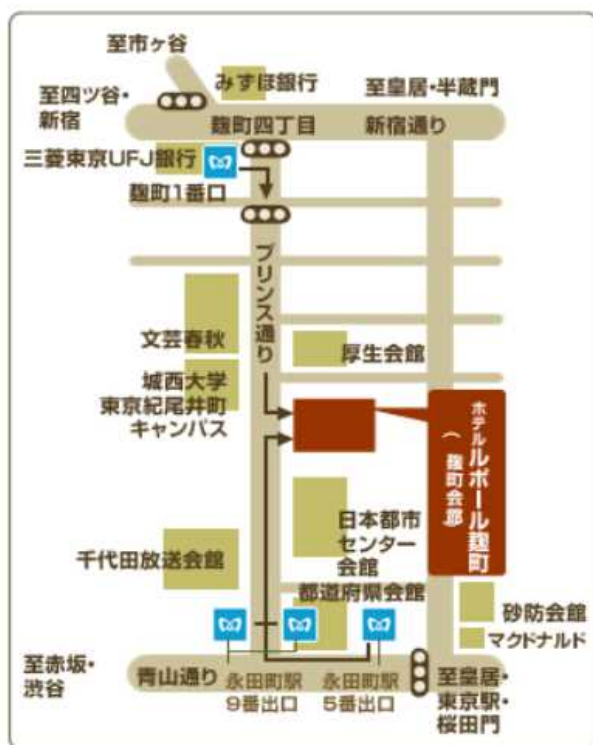 至市ヶ谷
みずほ銀行
至四ツ谷・
新宿
至皇居・半蔵門
麹町四丁目
新宿通り
三菱東京UFJ銀行
麹町1番口
プリンス通り
文芸春秋
厚生会館
城西大学
東京紀尾井町
キャンパス
ホテルルポール麹町
(麹町会館)
日本都市
センター
会館
千代田放送会館
都道府県会館
砂防会館
マクドナルド
至赤坂・
渋谷
青山通り
永田町駅
9番出口
永田町駅
5番出口
至皇居・
東京駅・
桜田門